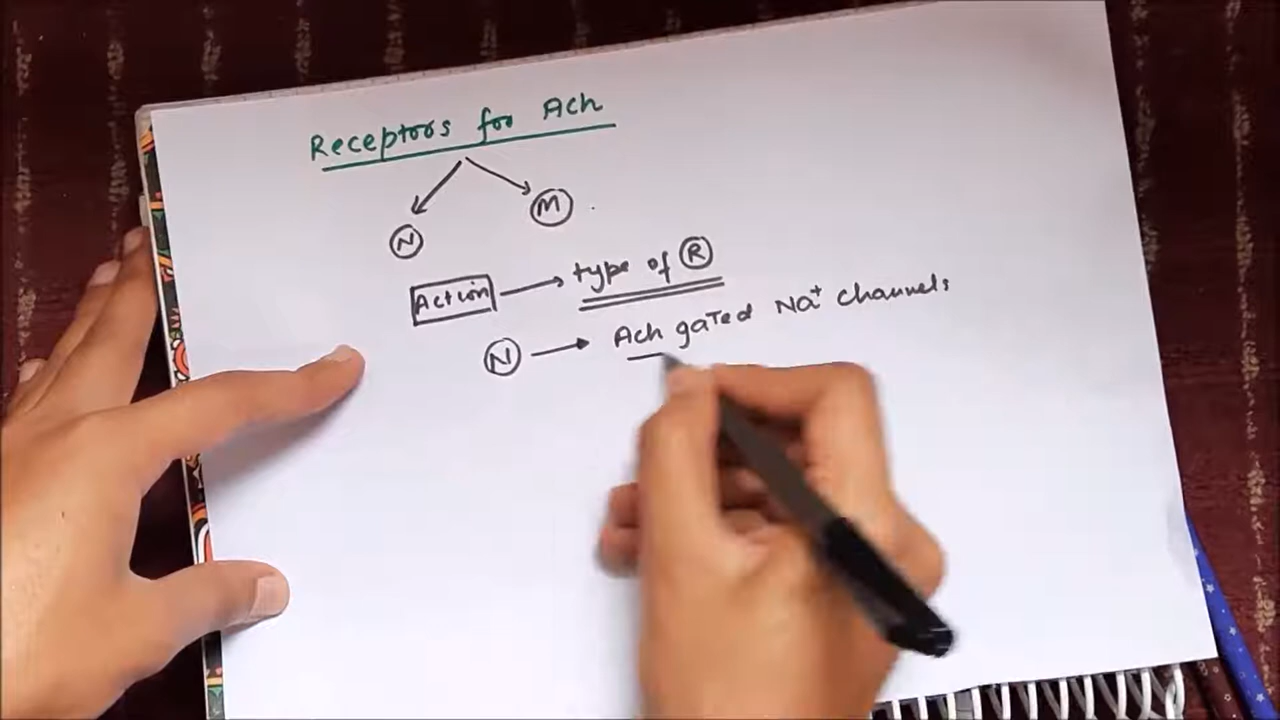 Receptors for Ach
N M
Action → type of R
N → Ach gated Na⁺ channels